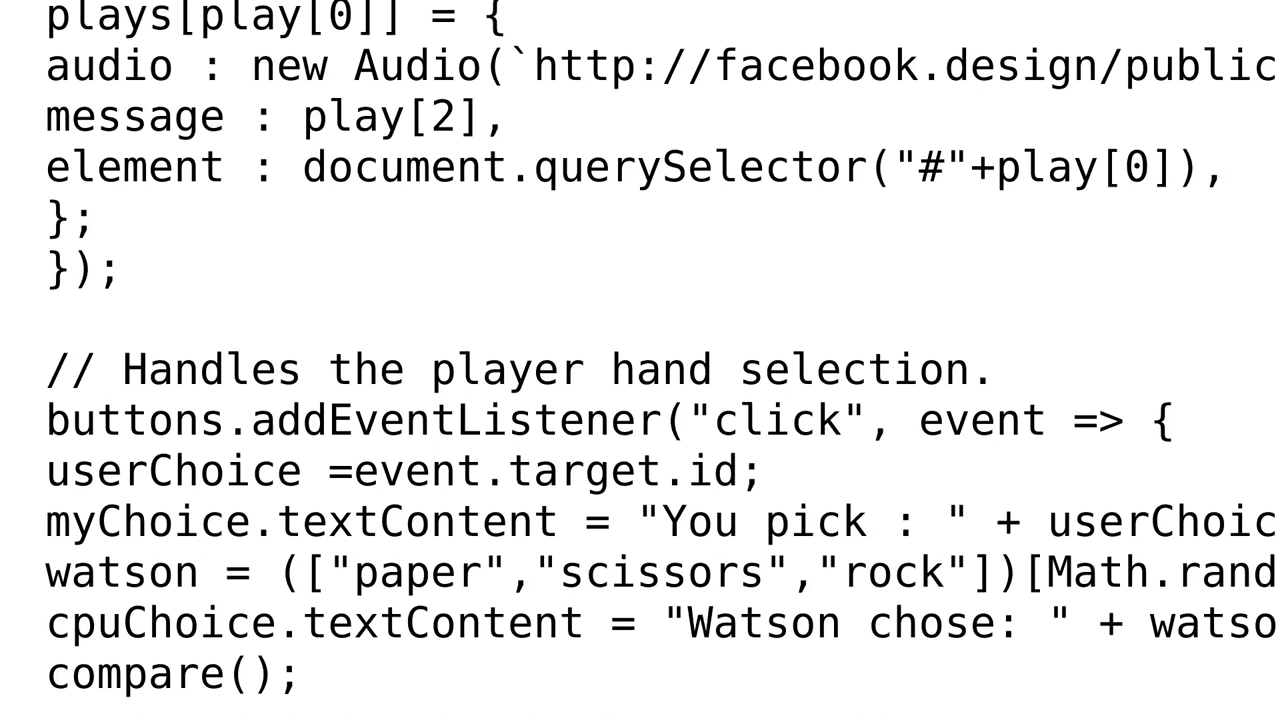 plays[play[0]] = {
audio : new Audio(`http://facebook.design/public
message : play[2],
element : document.querySelector("#"+play[0]),
};
});

// Handles the player hand selection.
buttons.addEventListener("click", event => {
userChoice =event.target.id;
myChoice.textContent = "You pick : " + userChoic
watson = (["paper","scissors","rock"])[Math.rand
cpuChoice.textContent = "Watson chose: " + watso
compare();